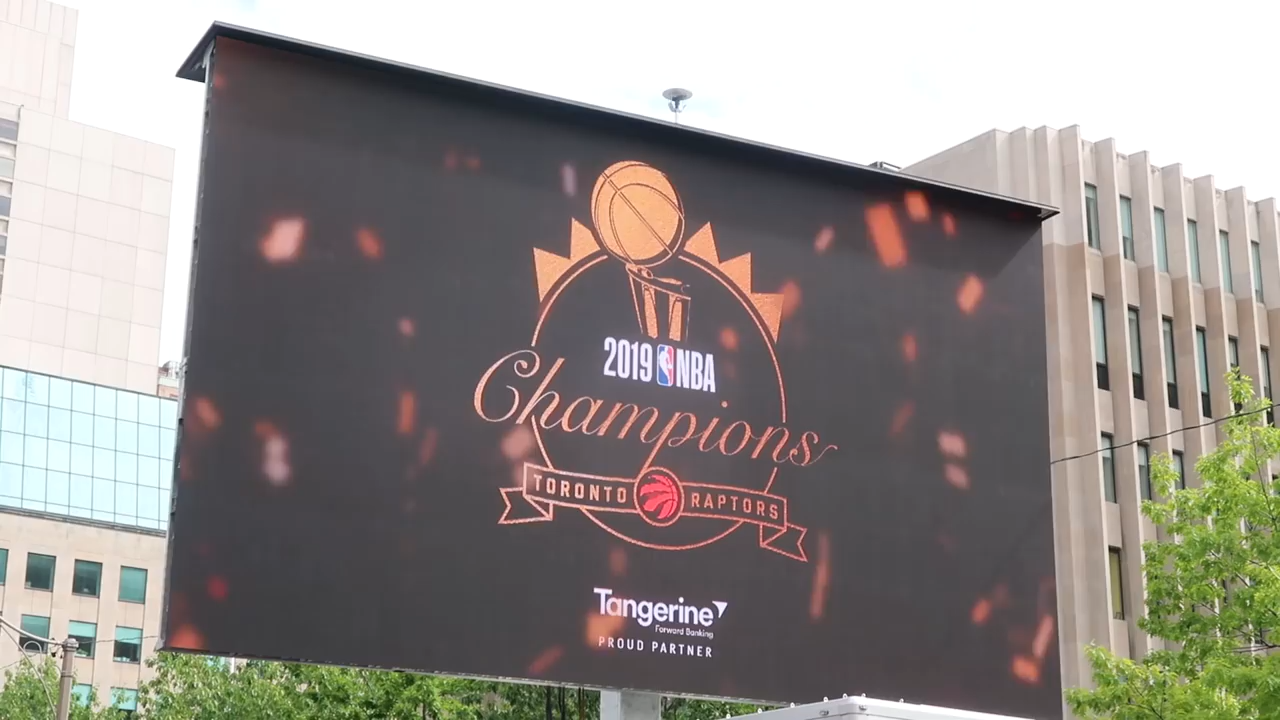 2019 NBA
Champions
TORONTO RAPTORS
Tangerine
Forward Banking
PROUD PARTNER